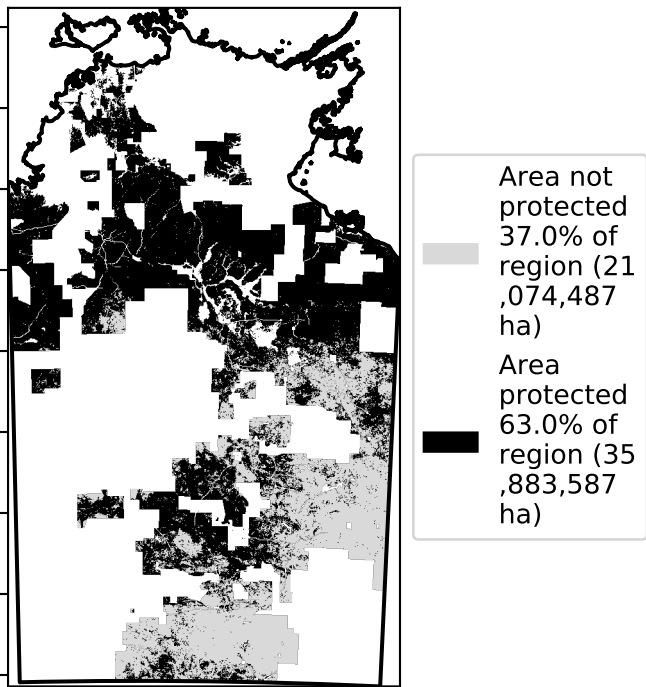 Area not
protected
37.0% of
region (21
,074,487
ha)
Area
protected
63.0% of
region (35
,883,587
ha)